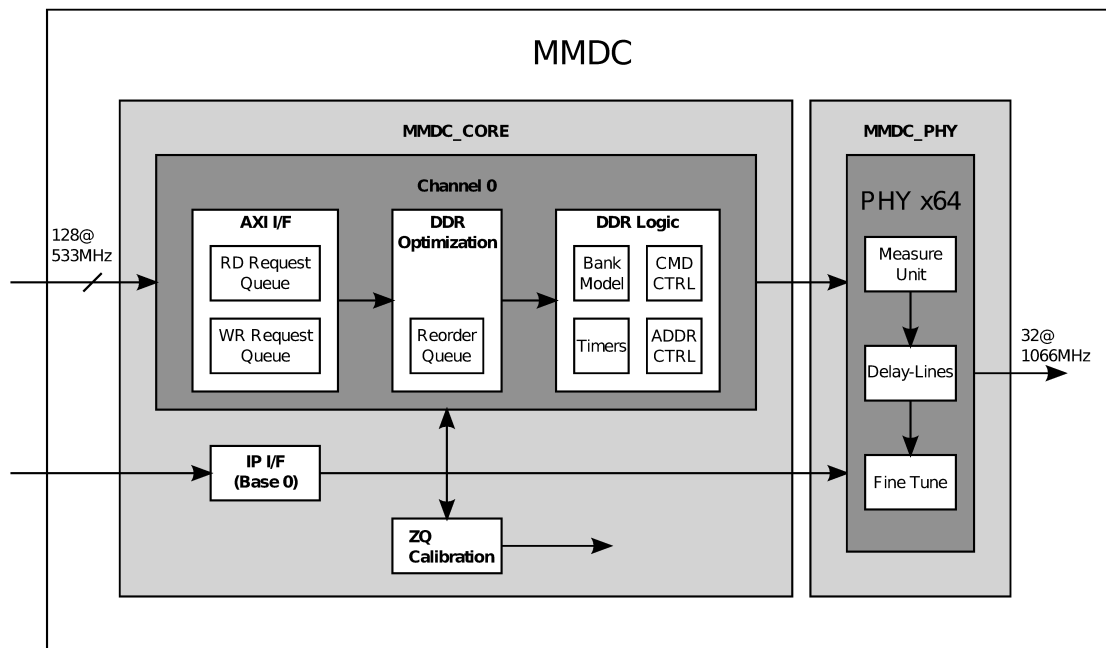 MMDC
MMDC_CORE
MMDC_PHY
Channel 0
PHY x64
128@
533MHz
AXI I/F
RD Request
Queue
WR Request
Queue
DDR
Optimization
Reorder
Queue
DDR Logic
Bank
Model
CMD
CTRL
Timers
ADDR
CTRL
Measure
Unit
Delay-Lines
Fine Tune
32@
1066MHz
IP I/F
(Base 0)
ZQ
Calibration